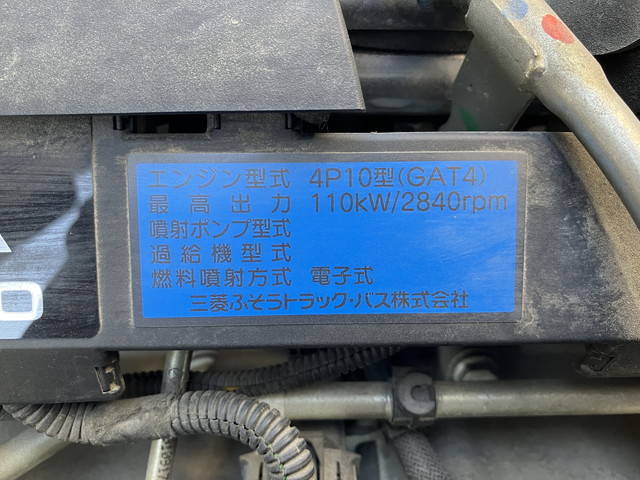 エンジン型式 4P10型(GAT4)
最高出力 110kW/2840rpm
噴射ポンプ型式
過給機型式
燃料噴射方式 電子式
三菱ふそうトラック・バス株式会社